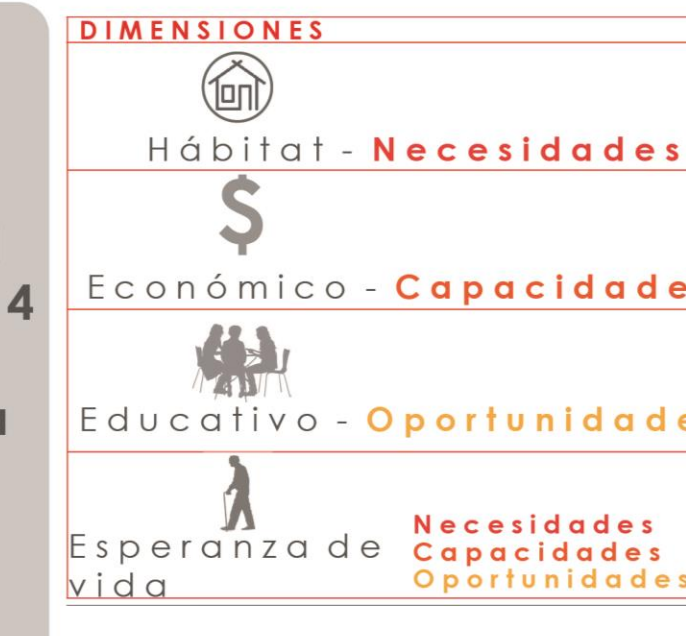 DIMENSIONES
Hábitat - Necesidades
4
Económico - Capacidade
Educativo - Oportunidade
Esperanza de
vida
Necesidades
Capacidades
Oportunidades